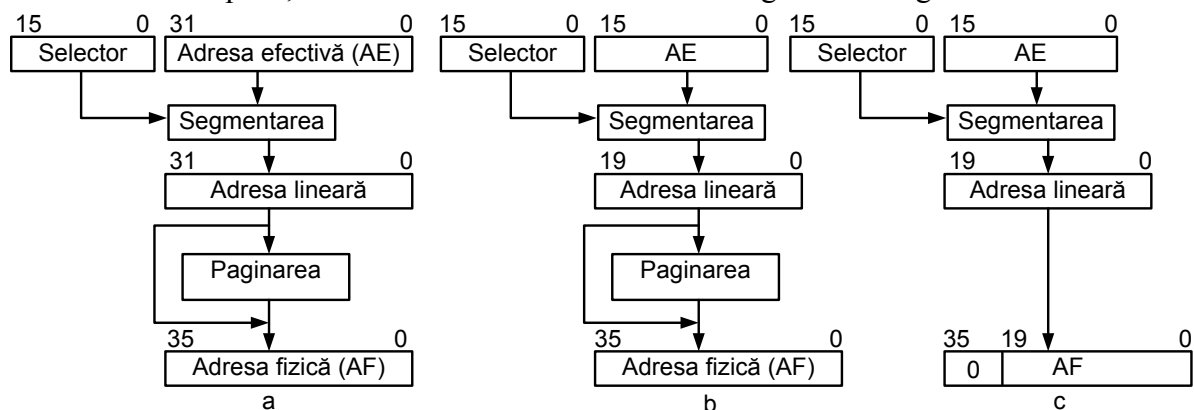 15 0 31 0
Selector Adresa efectivă (AE)
Segmentarea
31 0
Adresa lineară
Paginarea
35 0
Adresa fizică (AF)
a
15 0 15 0
Selector AE
Segmentarea
19 0
Adresa lineară
Paginarea
35 0
Adresa fizică (AF)
b
15 0 15 0
Selector AE
Segmentarea
19 0
Adresa lineară
35 19 0
0 AF
c